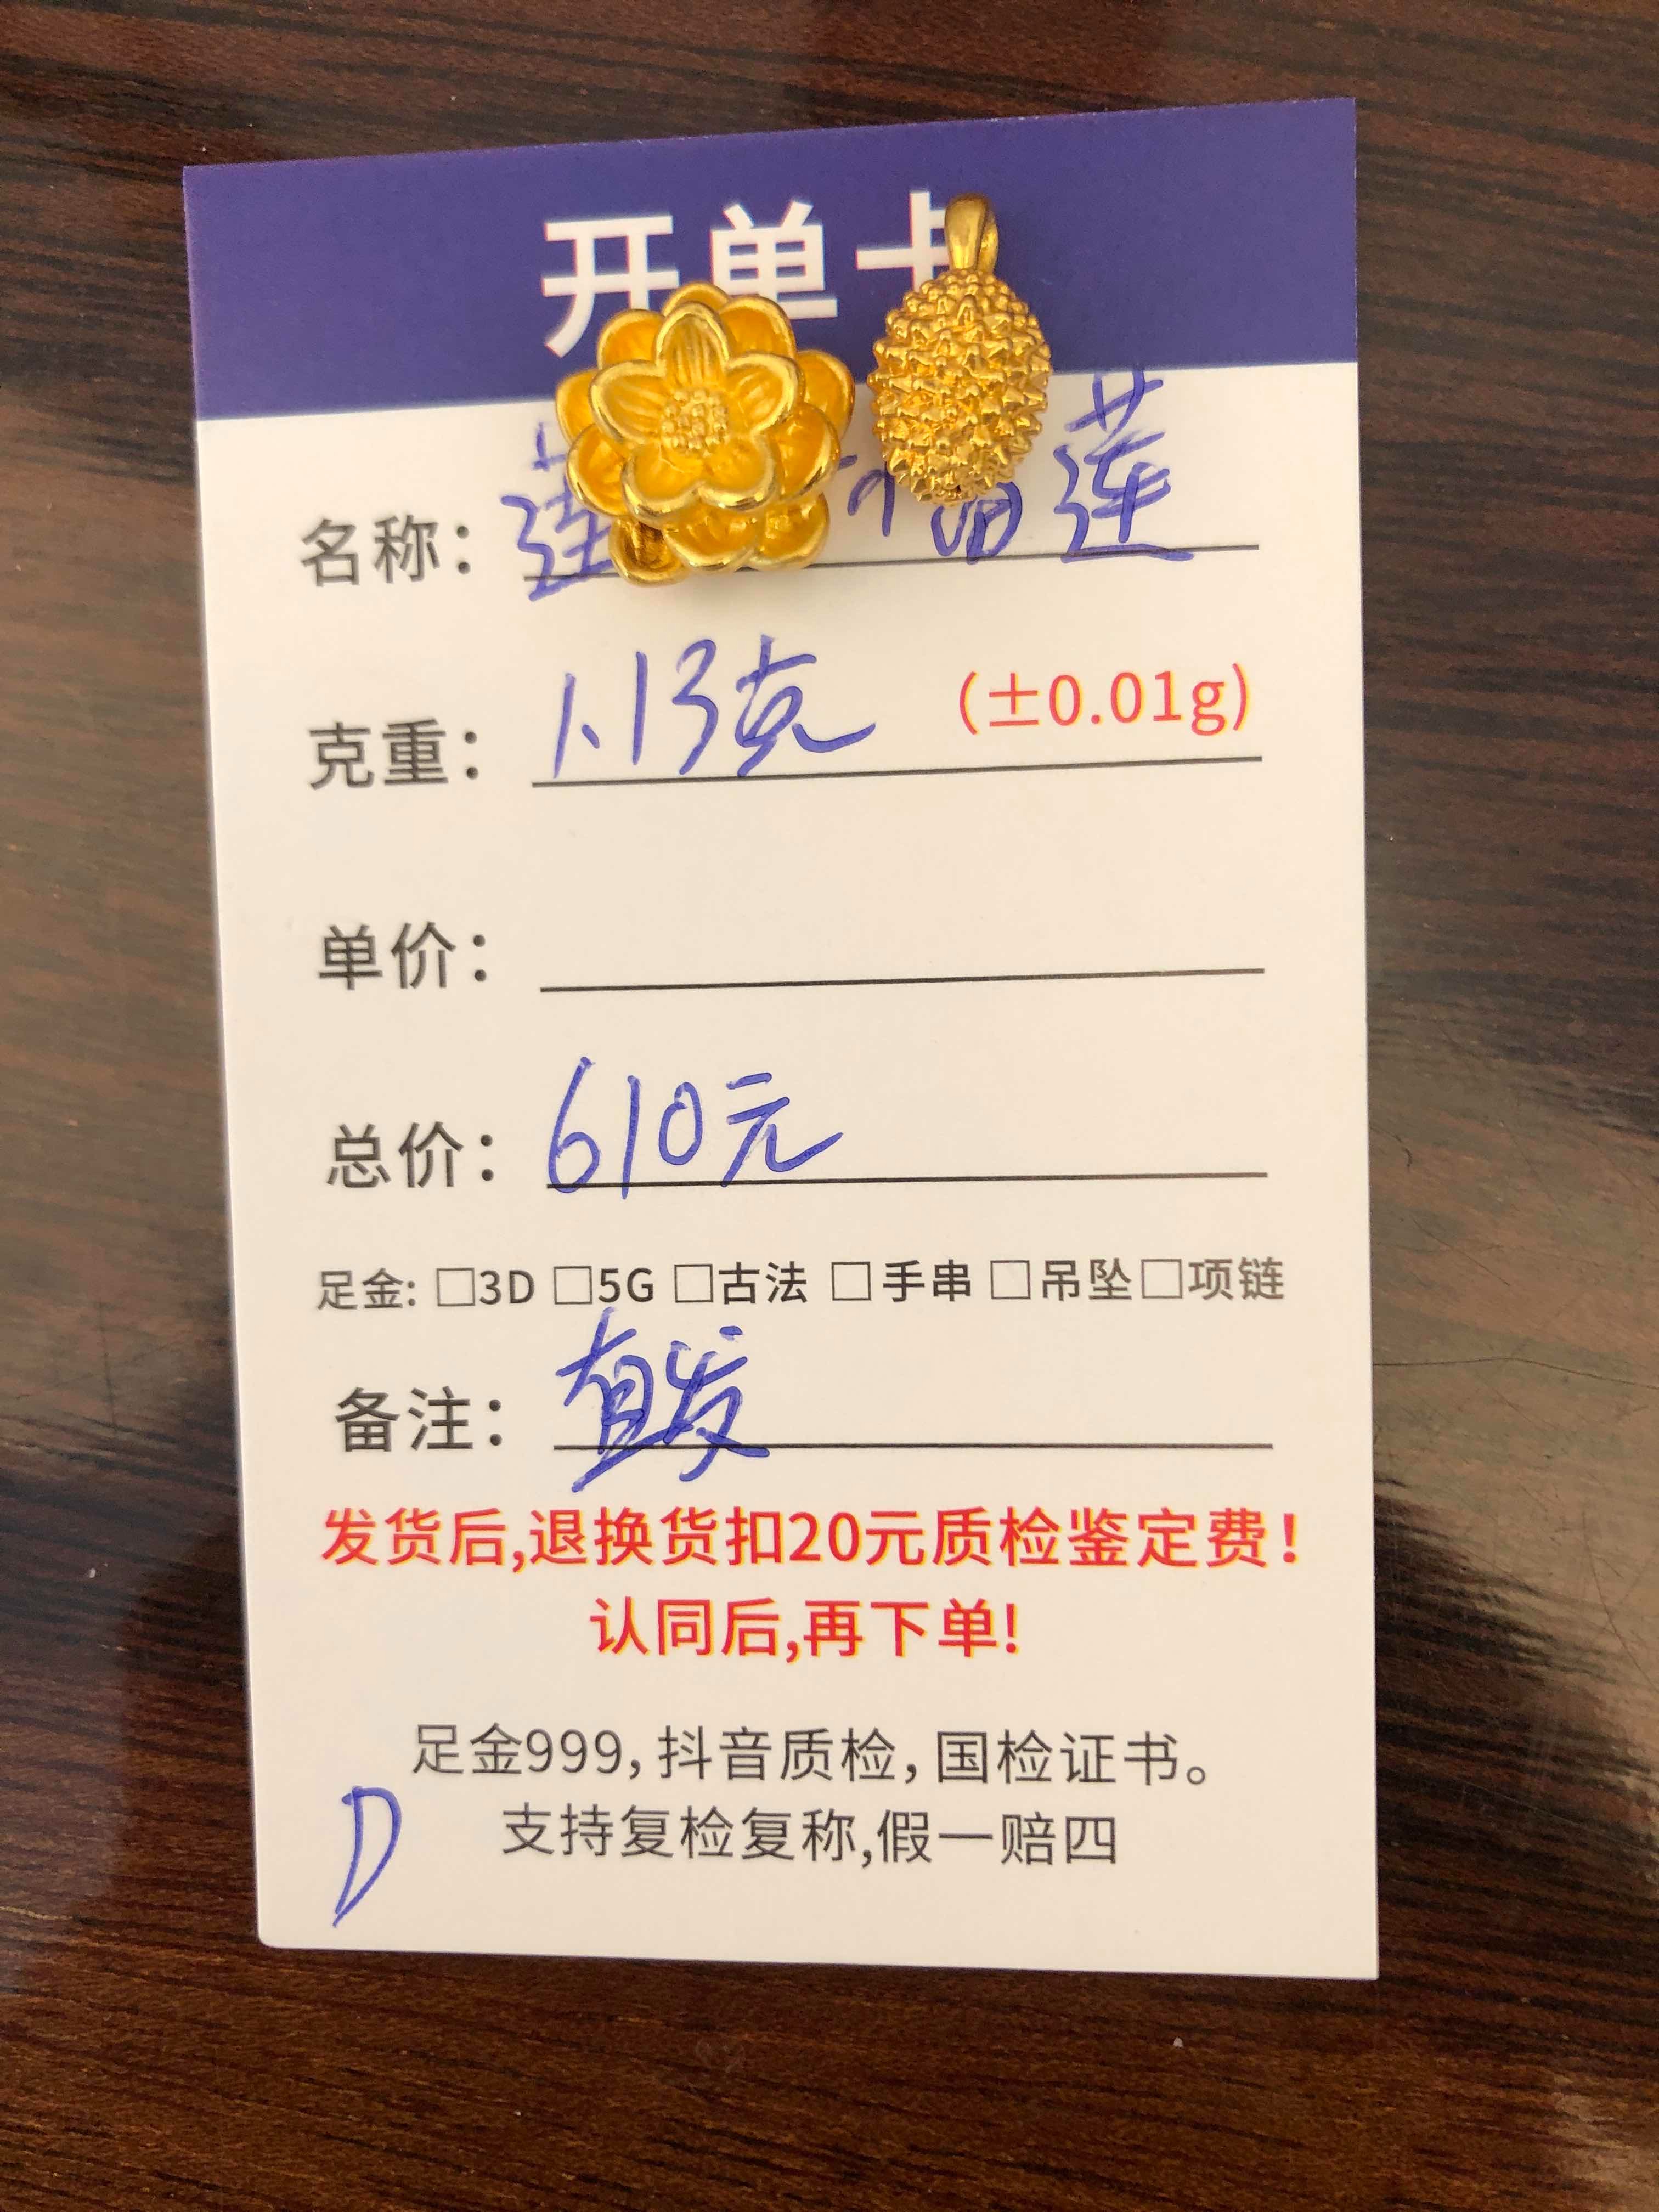 开单卡
名称： 莲 榴莲
克重： 1.13克 (±0.01g)
单价：
总价： 610元
足金: □3D □5G □古法 □手串 □吊坠□项链
备注： 直发
发货后,退换货扣20元质检鉴定费！
认同后,再下单！
足金999，抖音质检，国检证书。
支持复检复称,假一赔四
D